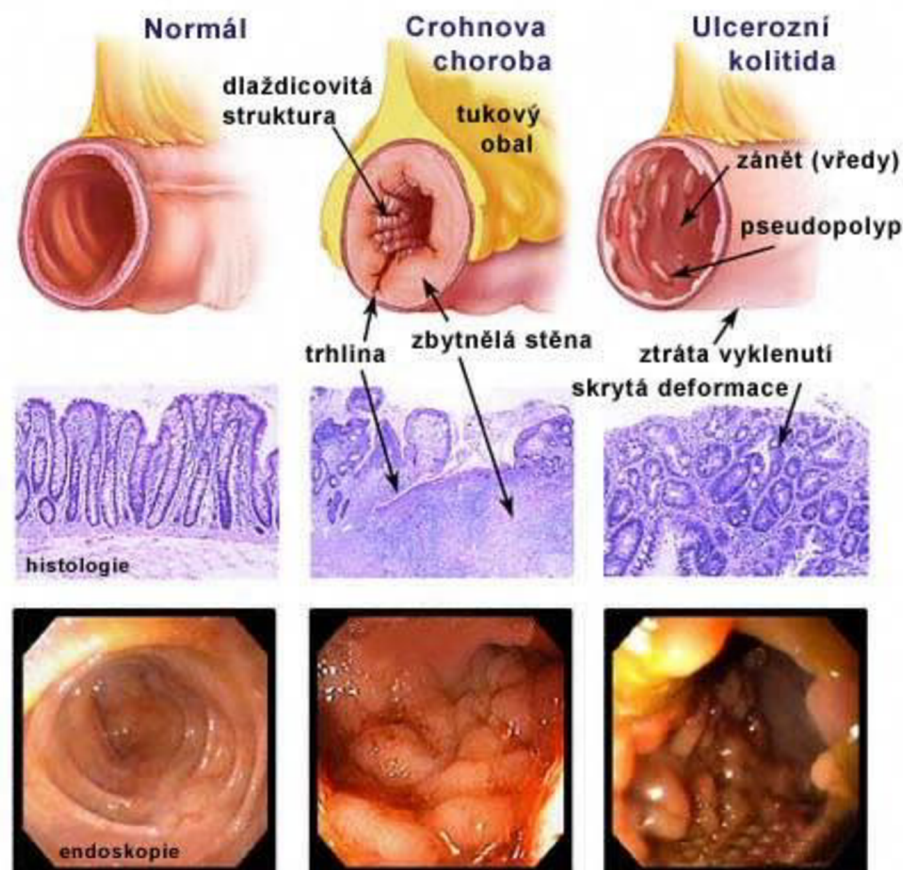 Normál
Crohnova
choroba
Ulcerozní
kolitida
dlaždicovitá
struktura
tukový
obal
zánět (vředy)
pseudopolyp
trhlina
zbytnělá stěna
ztráta vyklenutí
skrytá deformace
histologie
endoskopie